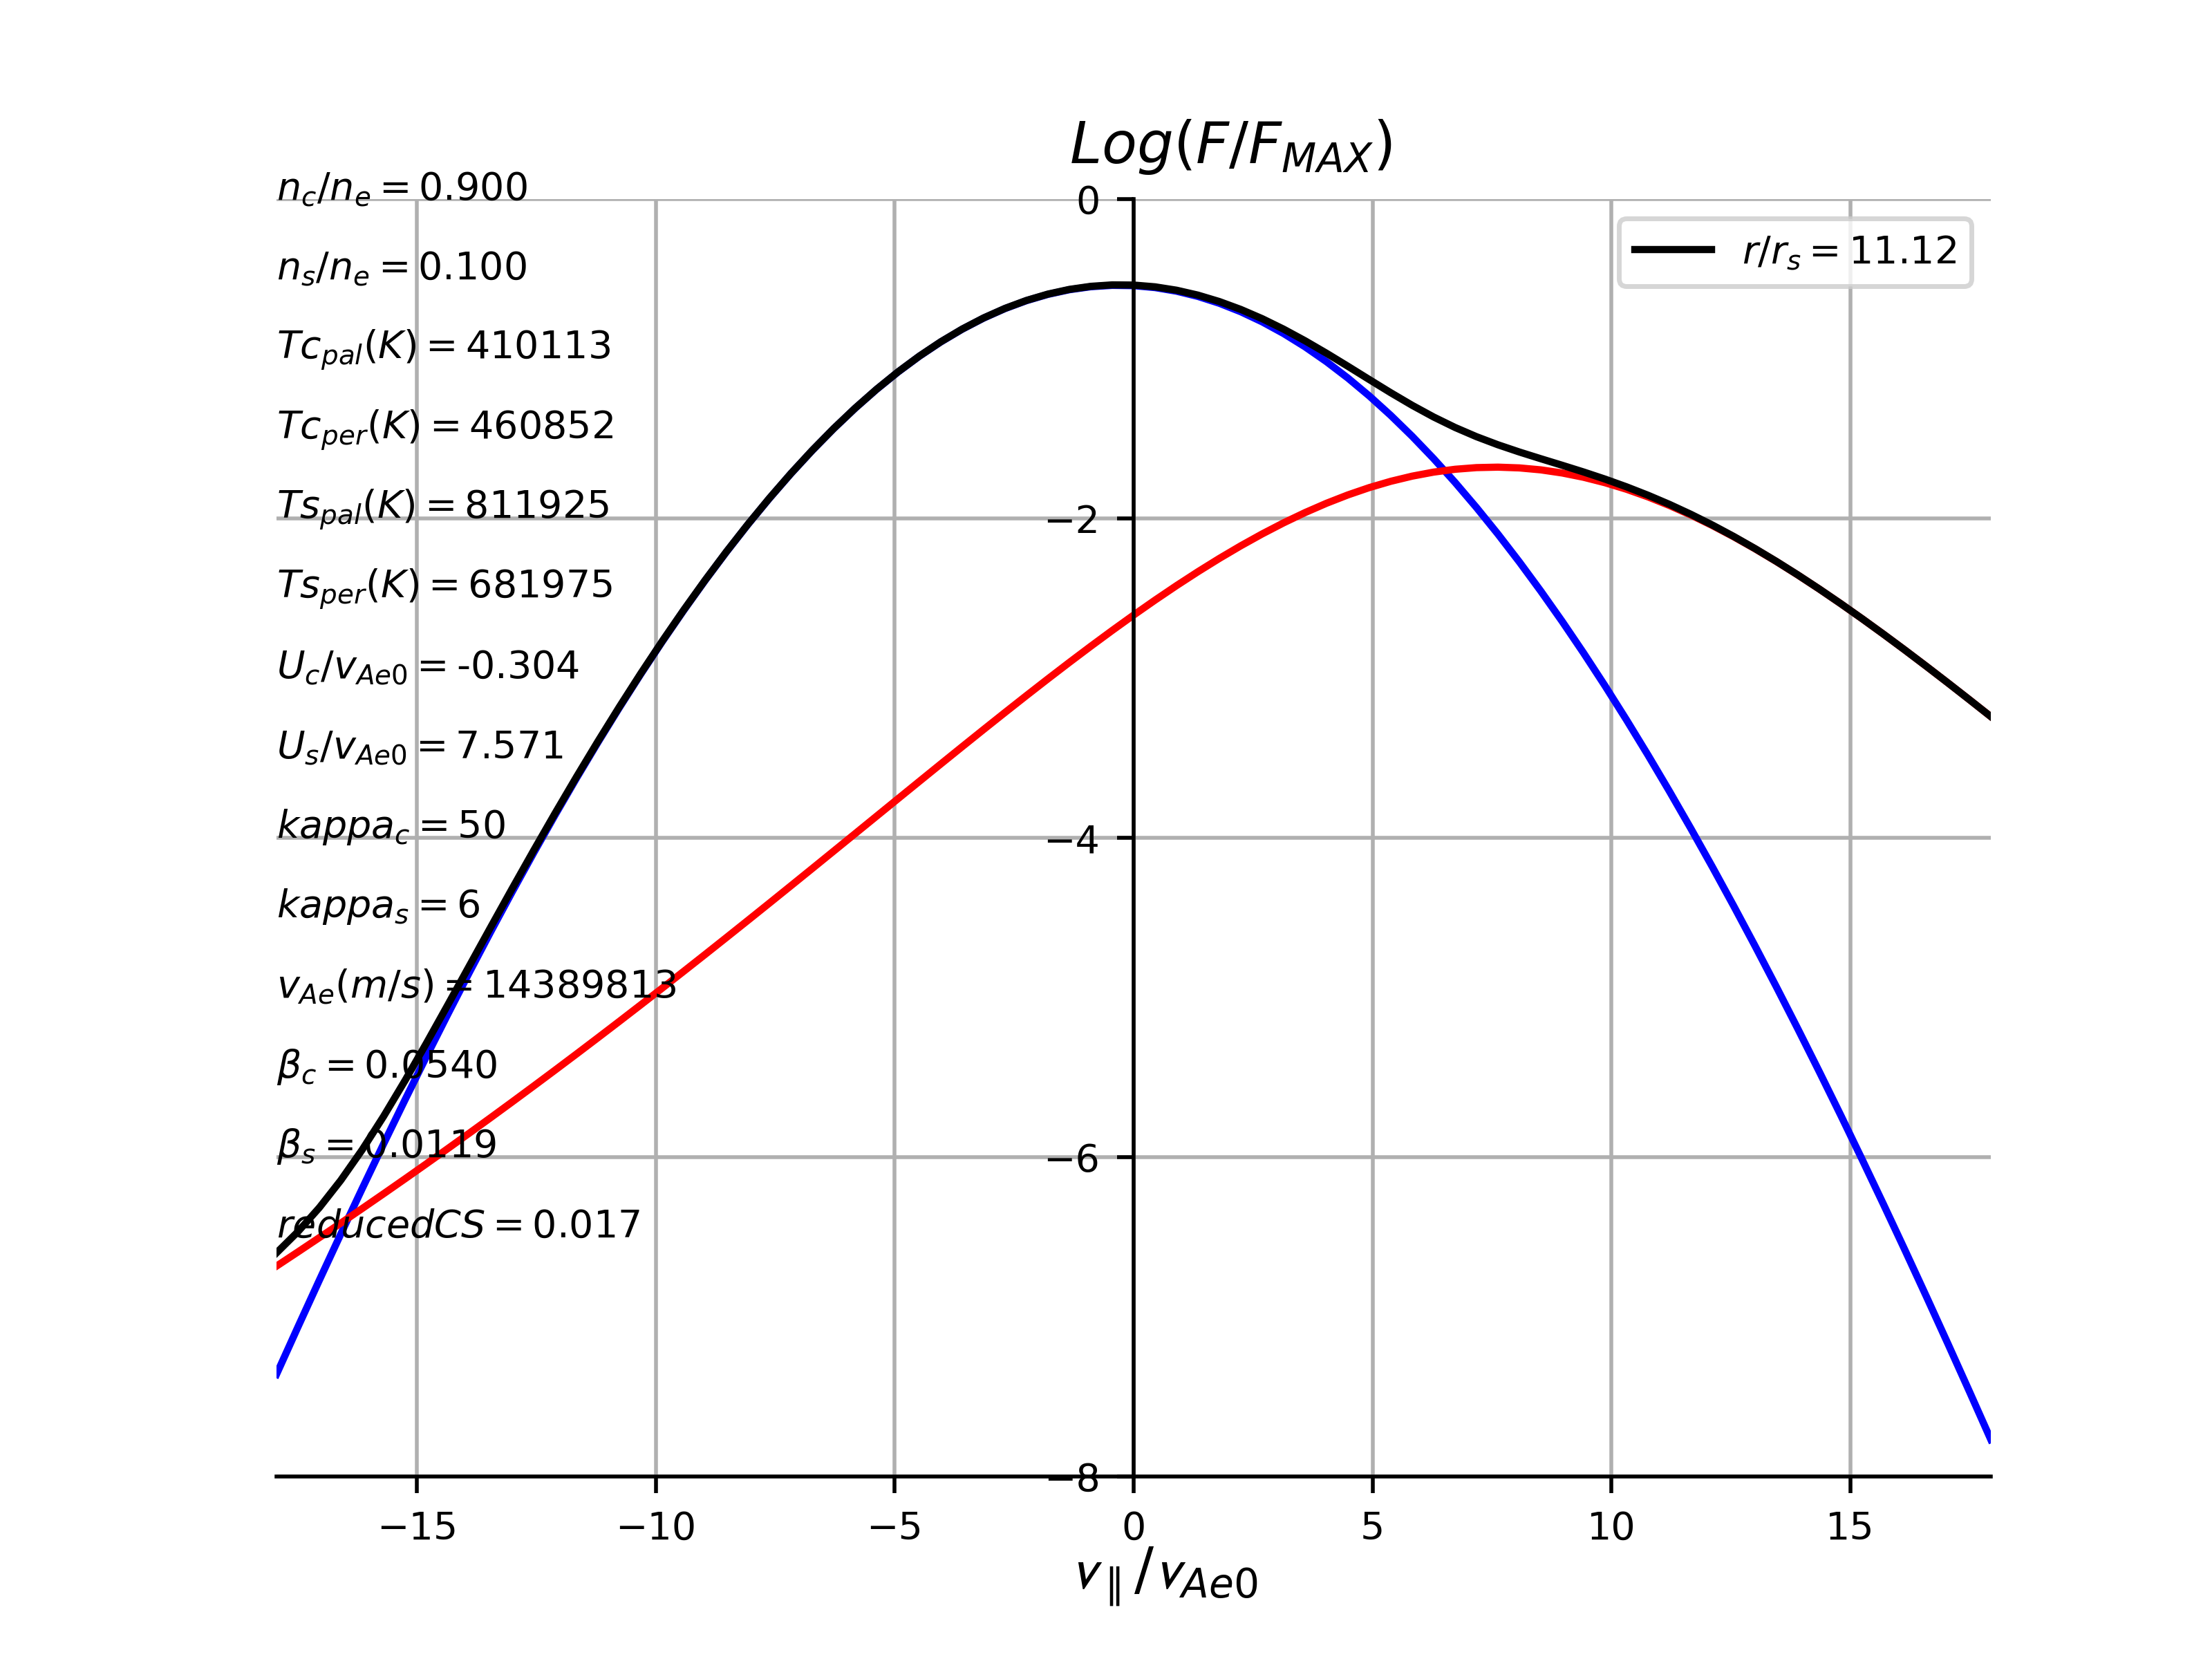 Log(F/F_MAX)
n_c/n_e = 0.900
n_s/n_e = 0.100
Tc_pal(K) = 410113
Tc_per(K) = 460852
Ts_pal(K) = 811925
Ts_per(K) = 681975
U_c/v_Ae0 = -0.304
U_s/v_Ae0 = 7.571
kappa_c = 50
kappa_s = 6
v_Ae(m/s) = 14389813
β_c = 0.0540
β_s = 0.0119
reducedCS = 0.017
r/r_s = 11.12
0
−2
−4
−6
−8
−15 −10 −5 0 5 10 15
v_∥/v_Ae0